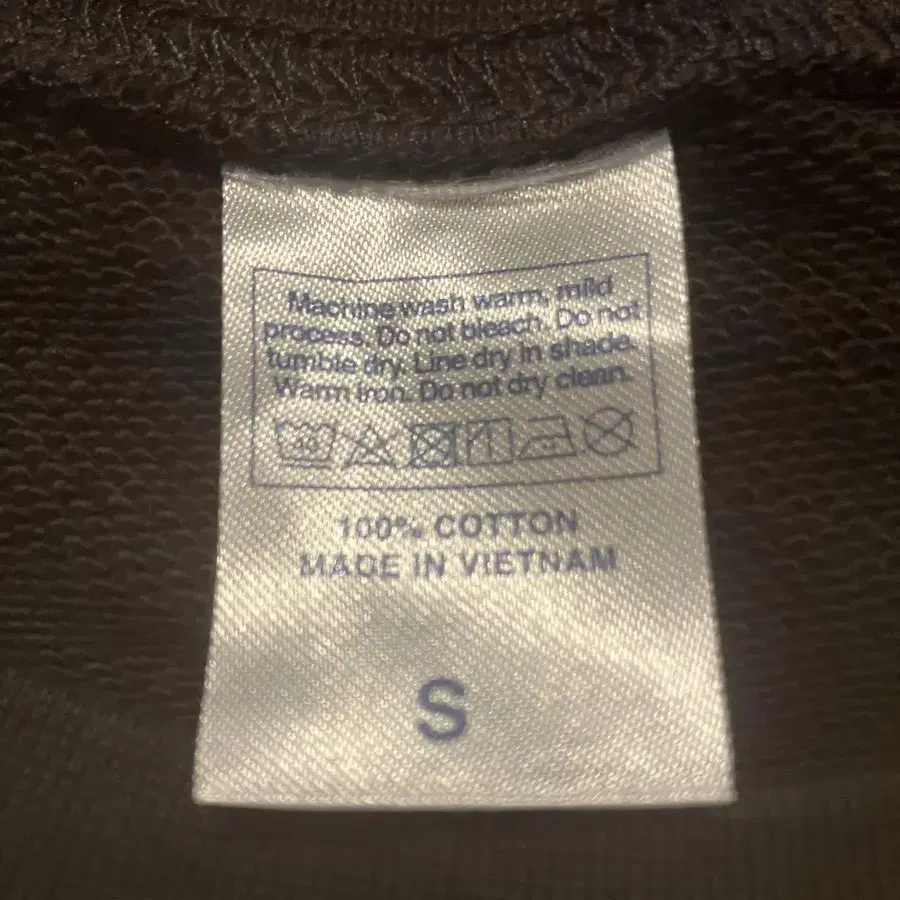 Machine wash warm, mild
process. Do not bleach. Do not
tumble dry. Line dry in shade.
Warm iron. Do not dry clean.
40
100% COTTON
MADE IN VIETNAM
S